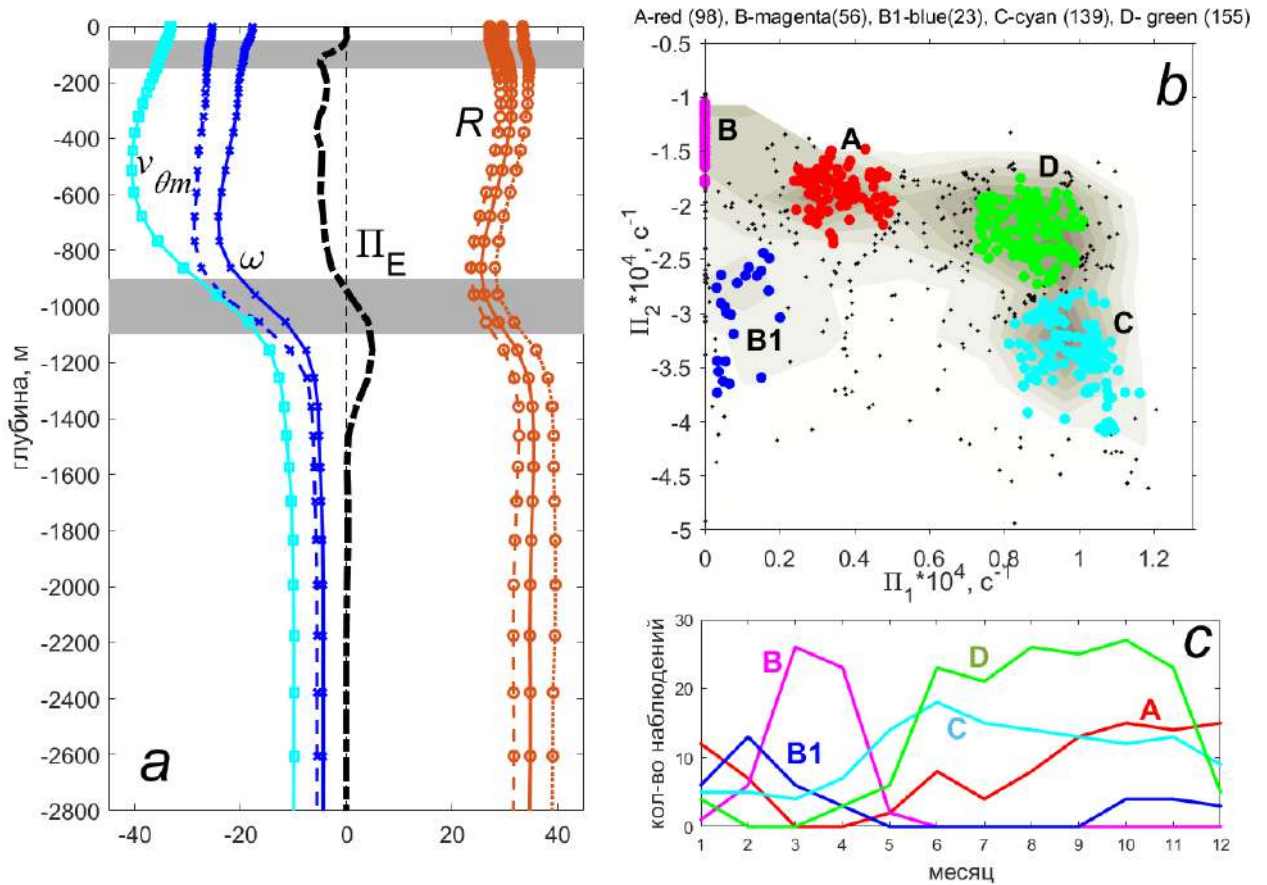 A-red (98), B-magenta(56), B1-blue(23), C-cyan (139), D- green (155)
0
-200
-400
-600
-800
-1000
-1200
-1400
-1600
-1800
-2000
-2200
-2400
-2600
-2800
глубина, м
-40
-20
0
20
40
v
θm
ω
Π_E
R
a
-0.5
-1
-1.5
-2
-2.5
-3
-3.5
-4
-4.5
-5
Π_2*10^4, c^-1
0
0.2
0.4
0.6
0.8
1
1.2
Π_1*10^4, c^-1
b
B
A
D
B1
C
30
20
10
0
кол-во наблюдений
1
2
3
4
5
6
7
8
9
10
11
12
месяц
c
B
D
A
C
B1